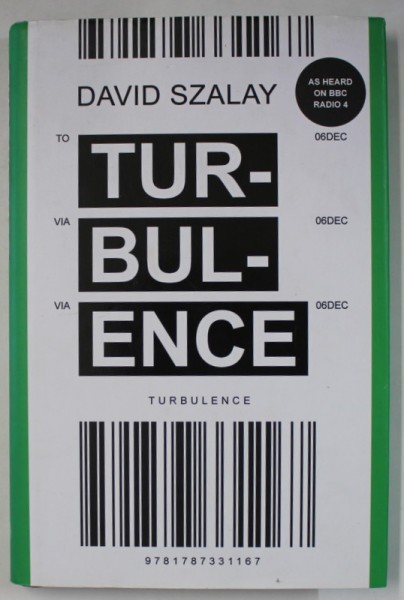 DAVID SZALAY
AS HEARD
ON BBC
RADIO 4
TO
TUR-
06DEC
VIA
BUL-
06DEC
VIA
ENCE
06DEC
TURBULENCE
9781787331167